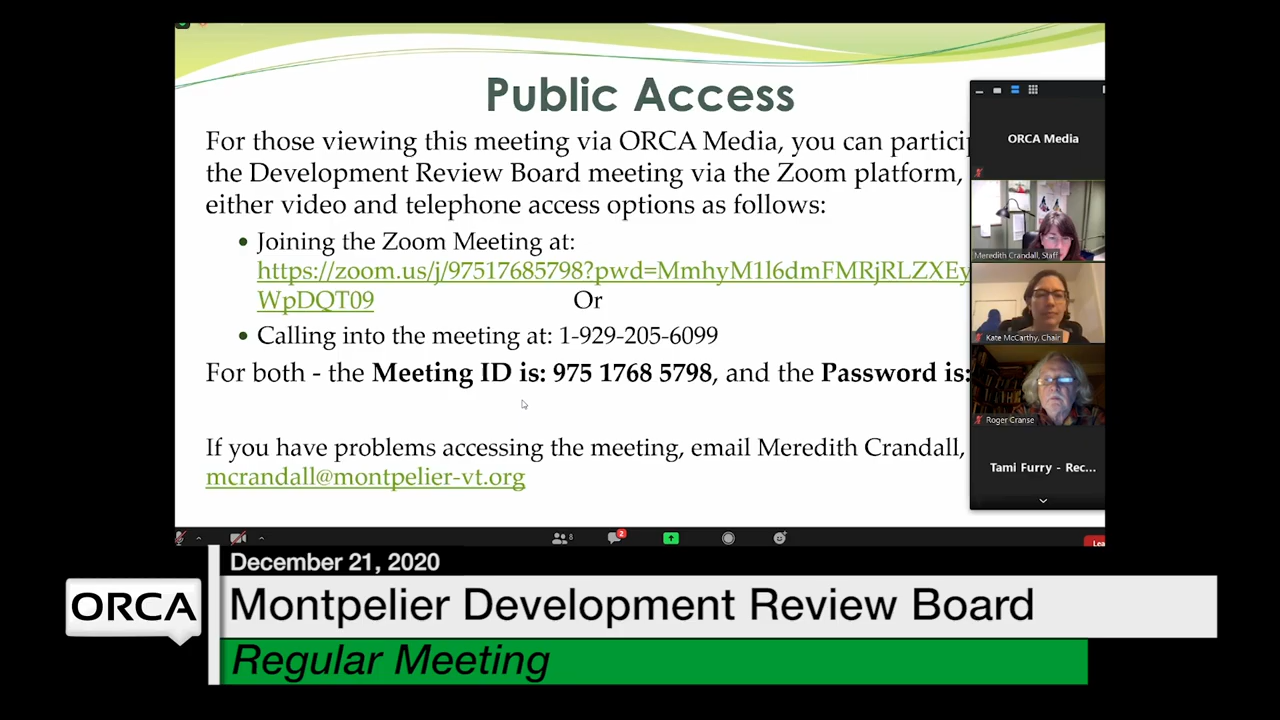 Public Access
For those viewing this meeting via ORCA Media, you can particip
the Development Review Board meeting via the Zoom platform,
either video and telephone access options as follows:
• Joining the Zoom Meeting at:
https://zoom.us/j/97517685798?pwd=MmhyM1l6dmFMRjRLZXEy
WpDQT09 Or
• Calling into the meeting at: 1-929-205-6099
For both - the Meeting ID is: 975 1768 5798, and the Password is:
If you have problems accessing the meeting, email Meredith Crandall,
mcrandall@montpelier-vt.org
ORCA Media
Meredith Crandall, Staff
Kate McCarthy, Chair
Roger Cranse
Tami Furry - Rec...
8
2
Lea
December 21, 2020
ORCA
Montpelier Development Review Board
Regular Meeting